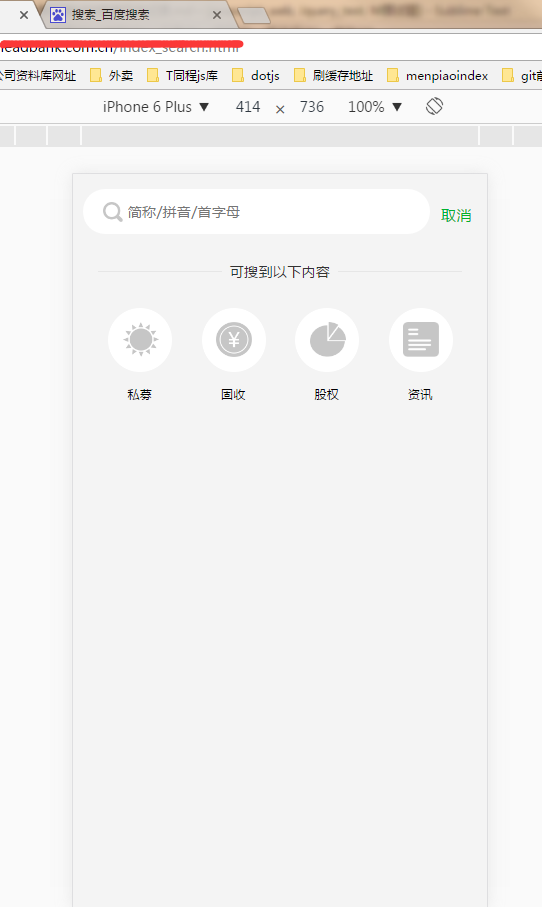 搜索_百度搜索
leadbank.com.cn/index_search.html
公司资料库网址 外卖 T同程js库 dotjs 刷缓存地址 menpiaoindex git
iPhone 6 Plus ▼ 414 × 736 100% ▼
简称/拼音/首字母 取消
可搜到以下内容
¥
私募 固收 股权 资讯